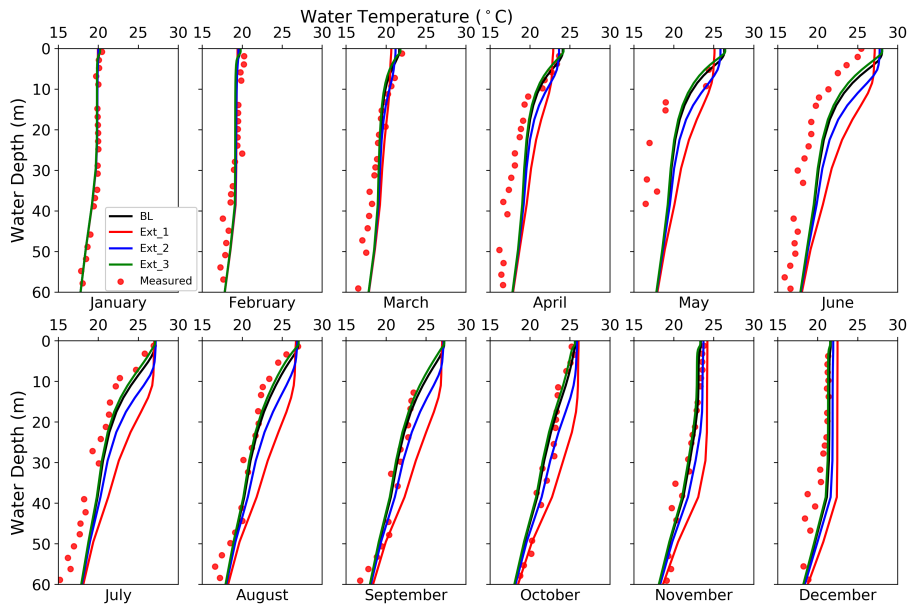 Water Temperature (°C)
15 20 25 30 15 20 25 30 15 20 25 30 15 20 25 30 15 20 25 30 15 20 25 30
Water Depth (m)
0
10
20
30
40
50
60
BL
Ext_1
Ext_2
Ext_3
Measured
January February March April May June
15 20 25 30 15 20 25 30 15 20 25 30 15 20 25 30 15 20 25 30 15 20 25 30
Water Depth (m)
0
10
20
30
40
50
60
July August September October November December